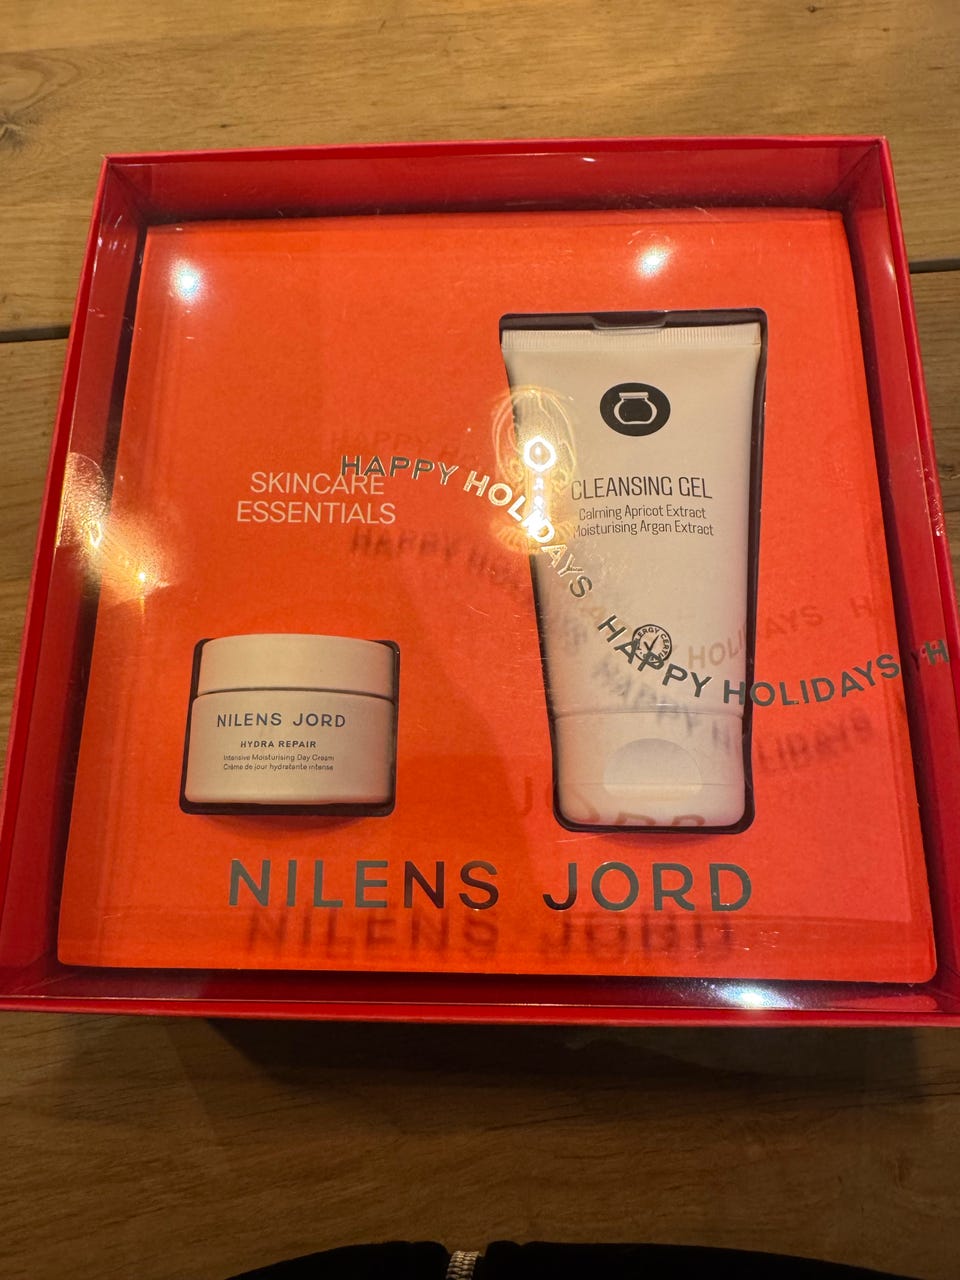 SKINCARE
ESSENTIALS
HAPPY HOLIDAYS HAPPY HOLIDAYS
CLEANSING GEL
Calming Apricot Extract
Moisturising Argan Extract
NILENS JORD
HYDRA REPAIR
Intensive Moisturising Day Cream
Crème de jour hydratante intense
NILENS JORD